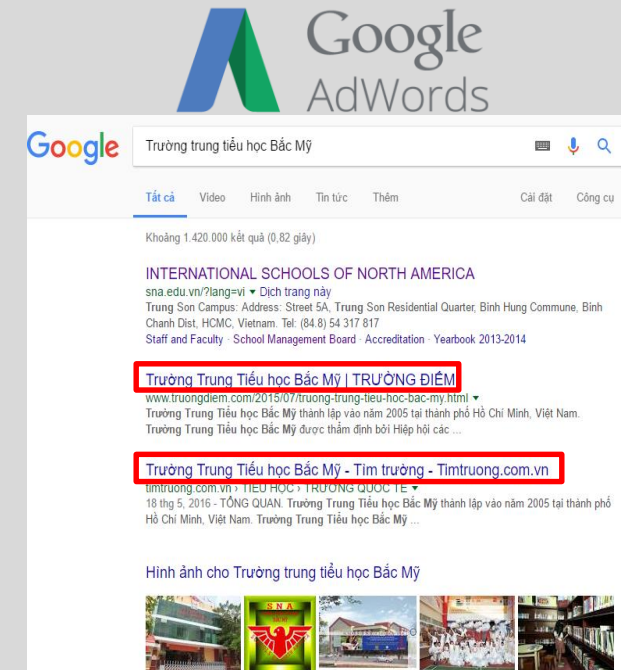 Google
AdWords
Google
Trường trung tiểu học Bắc Mỹ
Tất cả Video Hình ảnh Tin tức Thêm Cài đặt Công cụ
Khoảng 1.420.000 kết quả (0,82 giây)
INTERNATIONAL SCHOOLS OF NORTH AMERICA
sna.edu.vn/?lang=vi ▾ Dịch trang này
Trung Son Campus: Address: Street 5A, Trung Son Residential Quarter, Binh Hung Commune, Binh
Chanh Dist, HCMC, Vietnam. Tel: (84.8) 54 317 817
Staff and Faculty · School Management Board · Accreditation · Yearbook 2013-2014
Trường Trung Tiểu học Bắc Mỹ | TRƯỜNG ĐIỂM
www.truongdiem.com/2015/07/truong-trung-tieu-hoc-bac-my.html ▾
Trường Trung Tiểu học Bắc Mỹ thành lập vào năm 2005 tại thành phố Hồ Chí Minh, Việt Nam.
Trường Trung Tiểu học Bắc Mỹ được thẩm định bởi Hiệp hội các ...
Trường Trung Tiểu học Bắc Mỹ - Tìm trường - Timtruong.com.vn
timtruong.com.vn › TIỂU HỌC › TRƯỜNG QUỐC TẾ ▾
18 thg 5, 2016 - TỔNG QUAN. Trường Trung Tiểu học Bắc Mỹ thành lập vào năm 2005 tại thành phố
Hồ Chí Minh, Việt Nam. Trường Trung Tiểu học Bắc Mỹ ...
Hình ảnh cho Trường trung tiểu học Bắc Mỹ
SNA